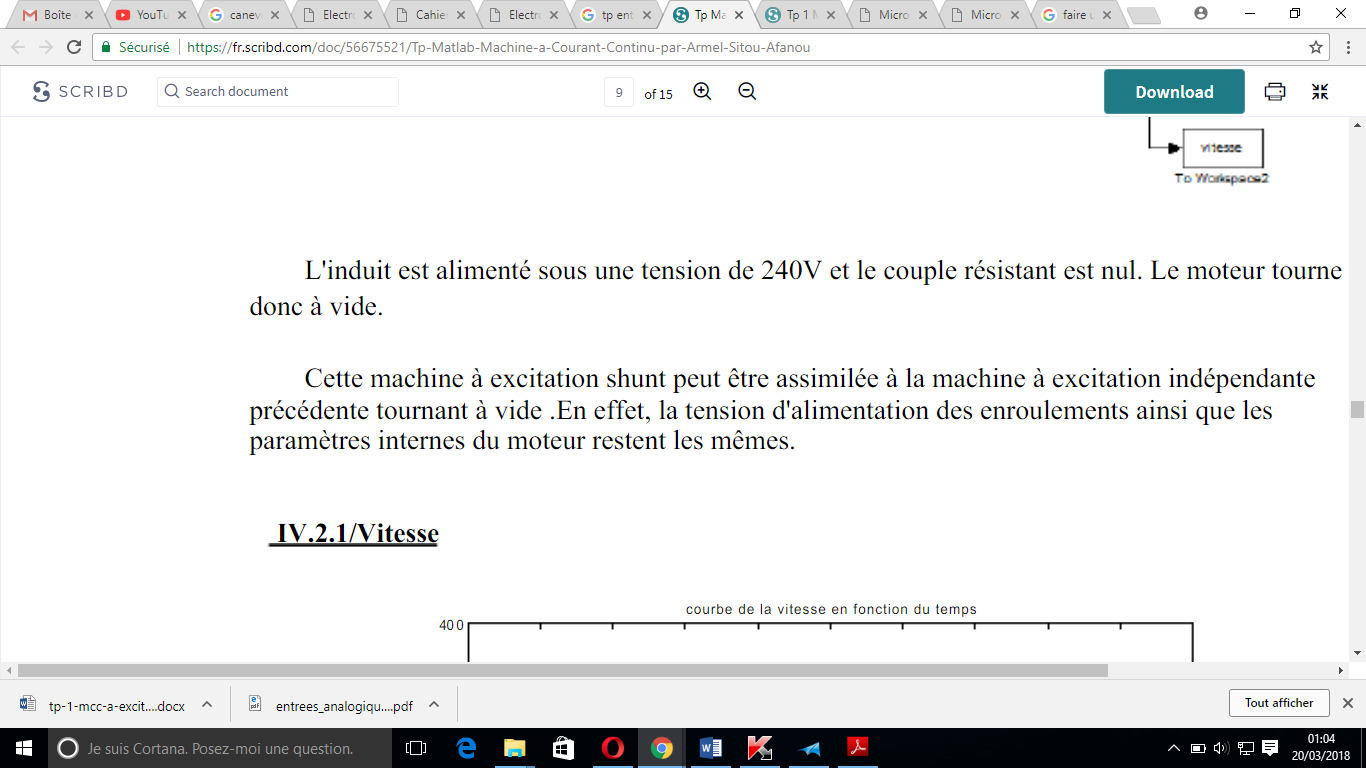 Boîte
YouTu
canev
Electr
Cahie
Electr
tp ent
Tp Ma
Tp 1 M
Micro
Micro
faire u
Sécurisé
https://fr.scribd.com/doc/56675521/Tp-Matlab-Machine-a-Courant-Continu-par-Armel-Sitou-Afanou
SCRIBD
Search document
9 of 15
Download
vitesse
To Workspace2
L'induit est alimenté sous une tension de 240V et le couple résistant est nul. Le moteur tourne
donc à vide.
Cette machine à excitation shunt peut être assimilée à la machine à excitation indépendante
précédente tournant à vide .En effet, la tension d'alimentation des enroulements ainsi que les
paramètres internes du moteur restent les mêmes.
IV.2.1/Vitesse
courbe de la vitesse en fonction du temps
400
tp-1-mcc-a-excit....docx
entrees_analogiqu....pdf
Tout afficher
Je suis Cortana. Posez-moi une question.
01:04
20/03/2018